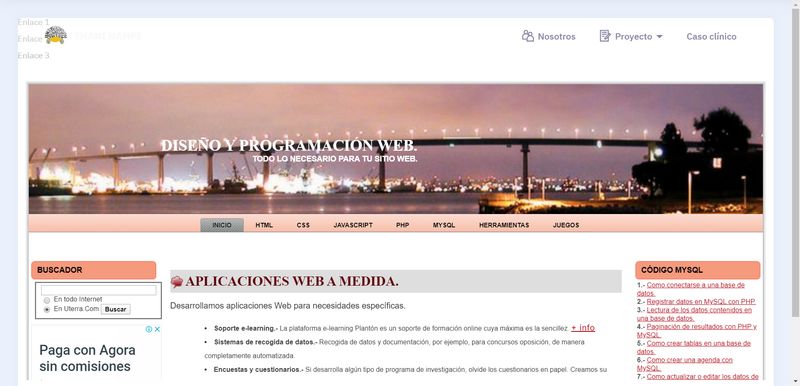 Enlace 1
Enlace 2
Enlace 3
Nosotros
Proyecto
Caso clínico
DISEÑO Y PROGRAMACIÓN WEB.
TODO LO NECESARIO PARA TU SITIO WEB.
INICIO HTML CSS JAVASCRIPT PHP MYSQL HERRAMIENTAS JUEGOS
BUSCADOR
En todo Internet
En Uterra.Com Buscar
Paga con Agora
sin comisiones
APLICACIONES WEB A MEDIDA.
Desarrollamos aplicaciones Web para necesidades específicas.
Soporte e-learning.- La plataforma e-learning Plantón es un soporte de formación online cuya máxima es la sencillez. + info
Sistemas de recogida de datos.- Recogida de datos y documentación, por ejemplo, para concursos oposición, de manera
completamente automatizada.
Encuestas y cuestionarios.- Si desarrolla algún tipo de programa de investigación, olvide los cuestionarios en papel. Creamos su
CÓDIGO MYSQL
1.- Como conectarse a una base de
datos.
2.- Registrar datos en MySQL con PHP
3.- Lectura de los datos contenidos en
una base de datos.
4.- Paginación de resultados con PHP y
MySQL.
5.- Como crear tablas en una base de
datos.
6.- Como crear una agenda con
MySQL.
7.- Como actualizar o editar los datos de